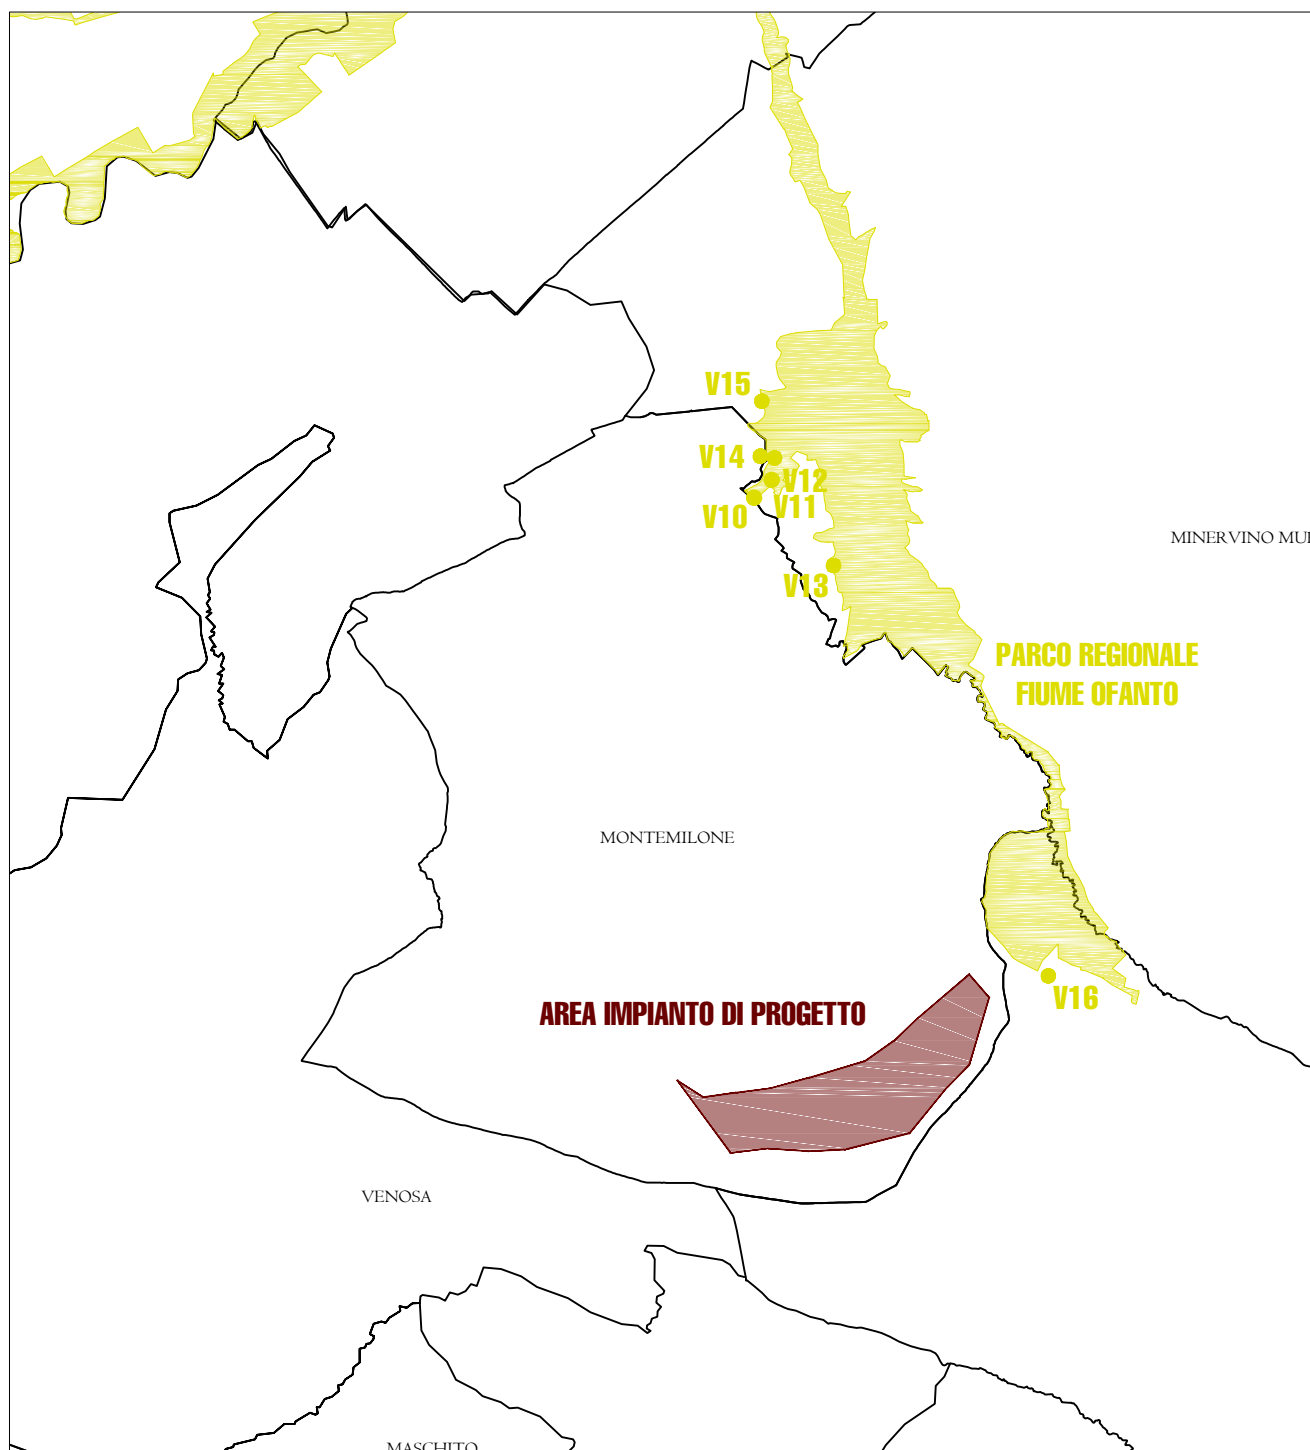 V15
V14
V12
V11
V10
MINERVINO MU
V13
PARCO REGIONALE
FIUME OFANTO
MONTEMILONE
V16
AREA IMPIANTO DI PROGETTO
VENOSA
MASCHITO